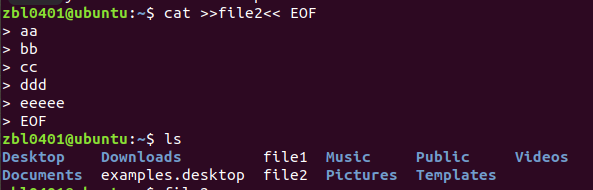 zbl0401@ubuntu:~$ cat >>file2<< EOF
> aa
> bb
> cc
> ddd
> eeeee
> EOF
zbl0401@ubuntu:~$ ls
Desktop Downloads file1 Music Public Videos
Documents examples.desktop file2 Pictures Templates